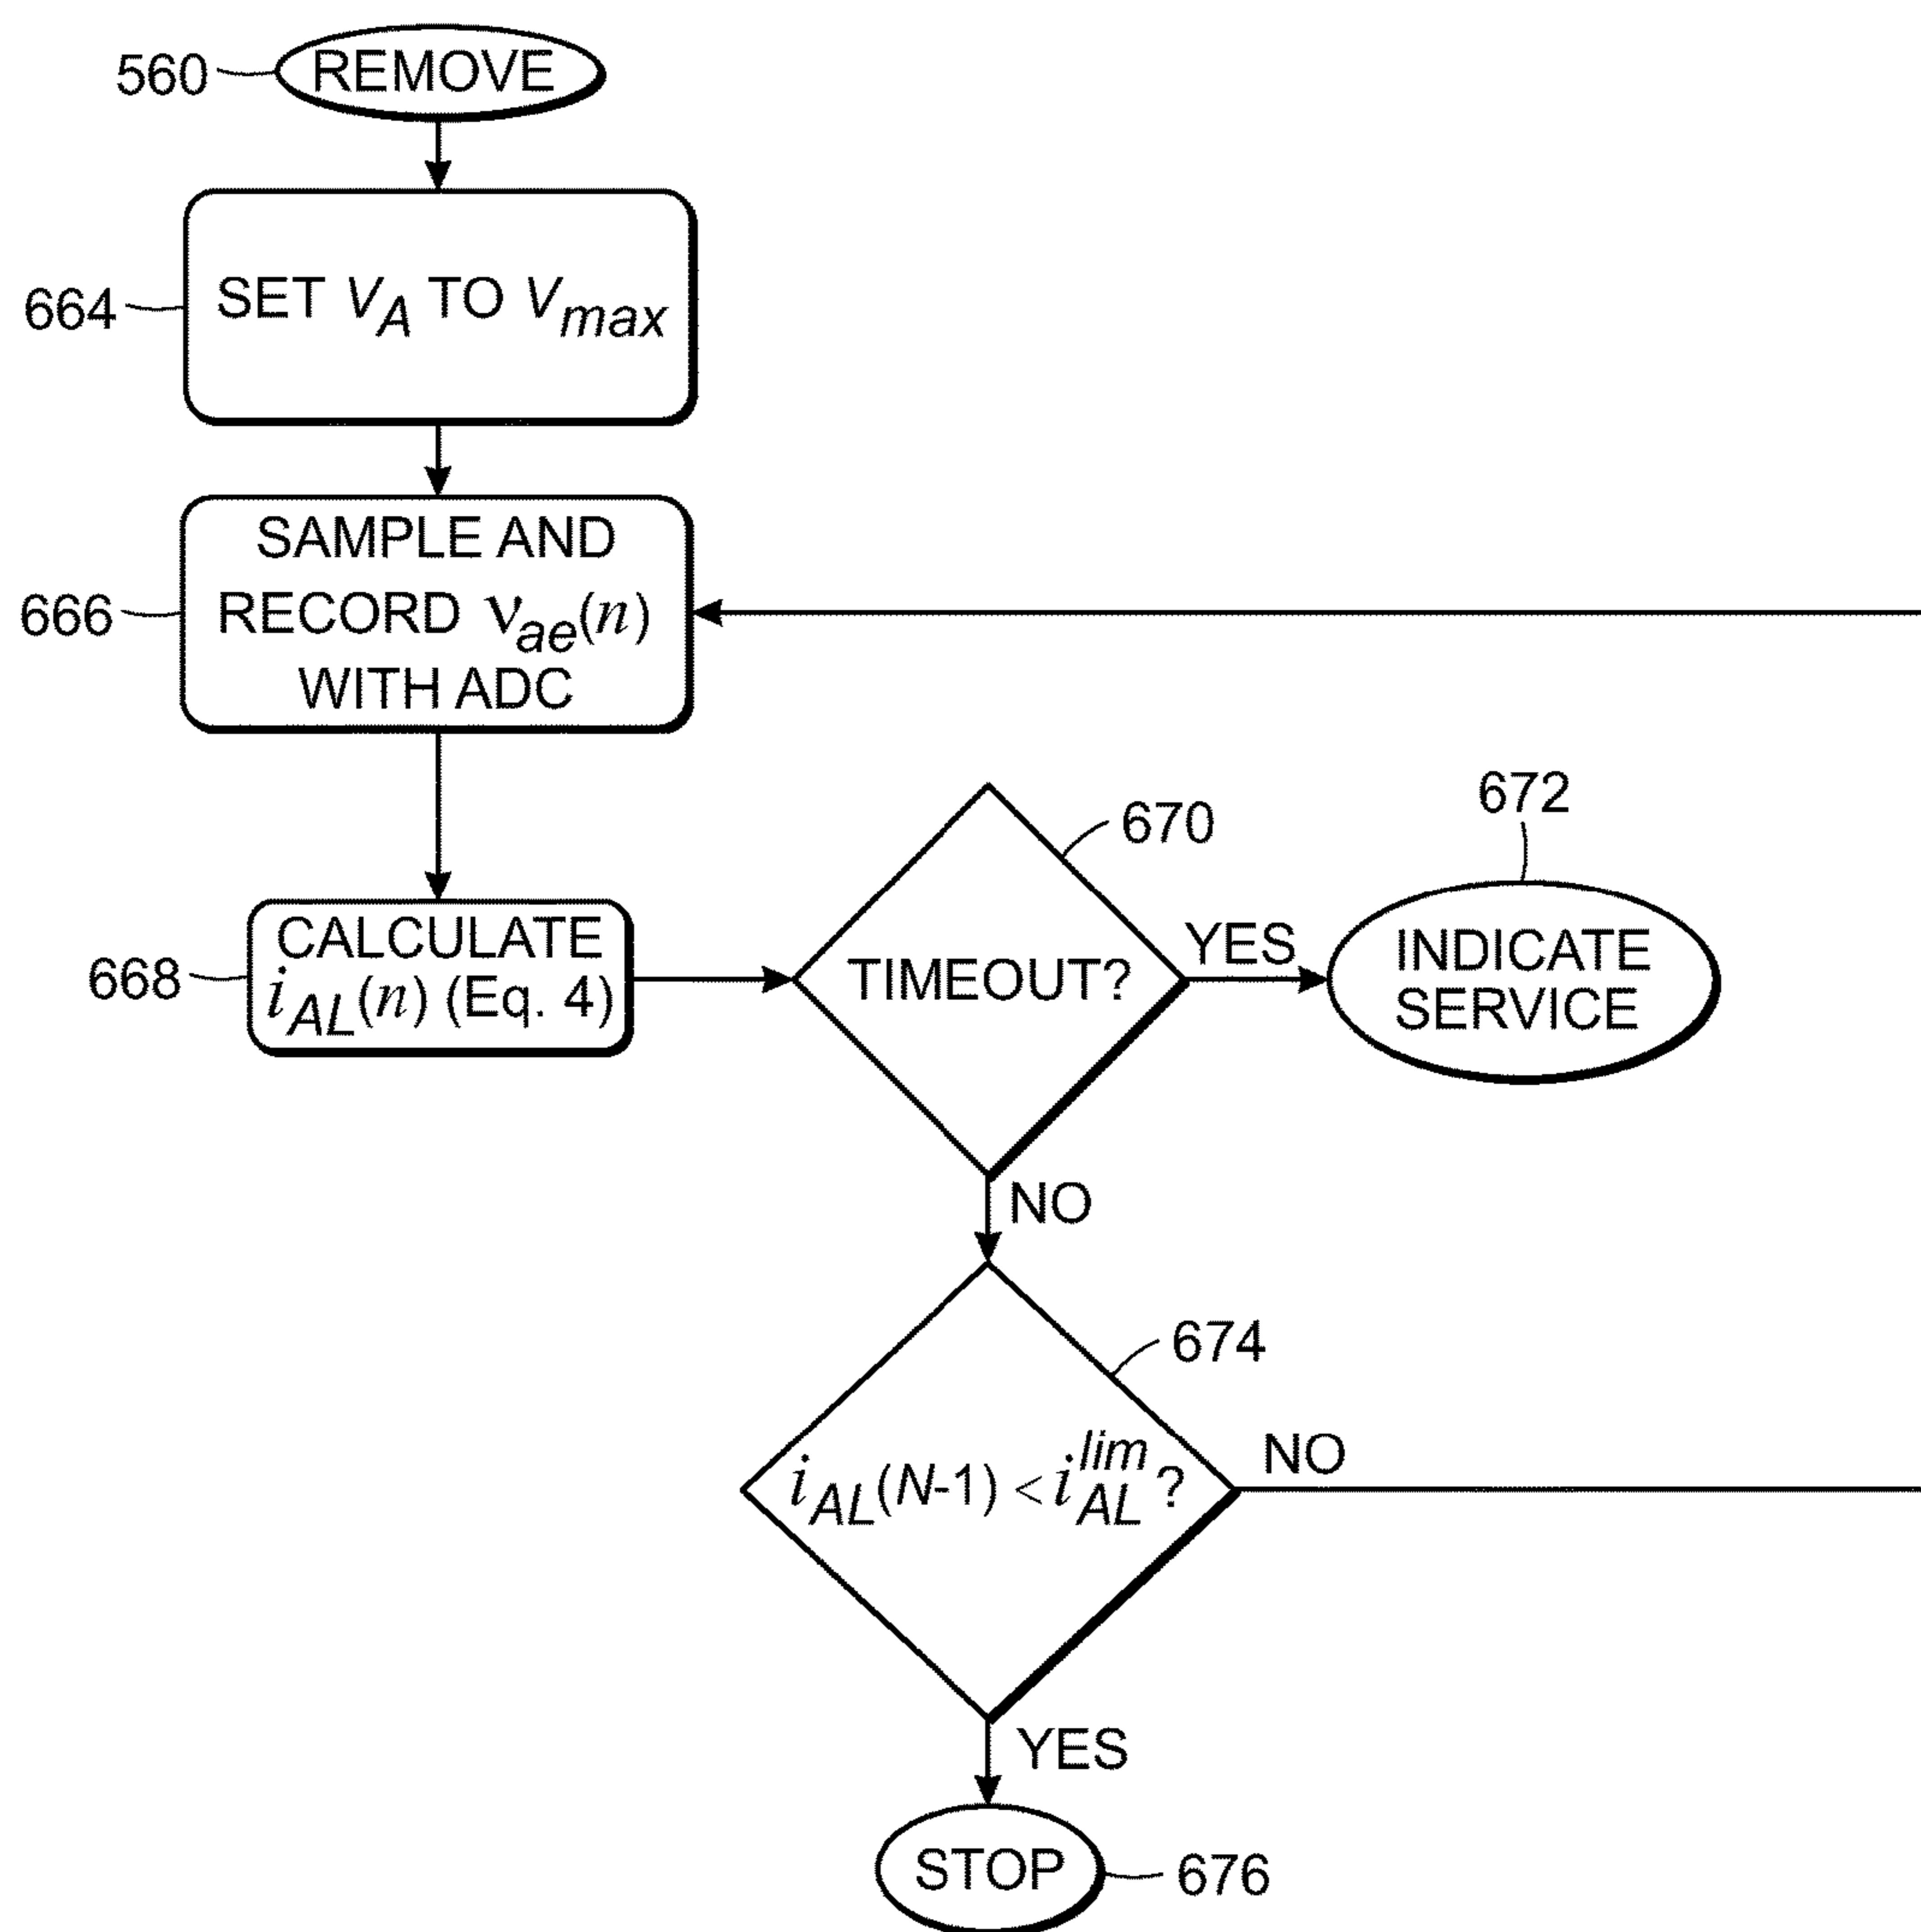 560
REMOVE
664
SET V_A TO V_max
SAMPLE AND
666
RECORD ν_ae(n)
WITH ADC
668
CALCULATE
i_AL(n) (Eq. 4)
670
TIMEOUT?
YES
672
INDICATE
SERVICE
NO
674
i_AL(N-1) < i_AL^lim ?
NO
YES
STOP
676